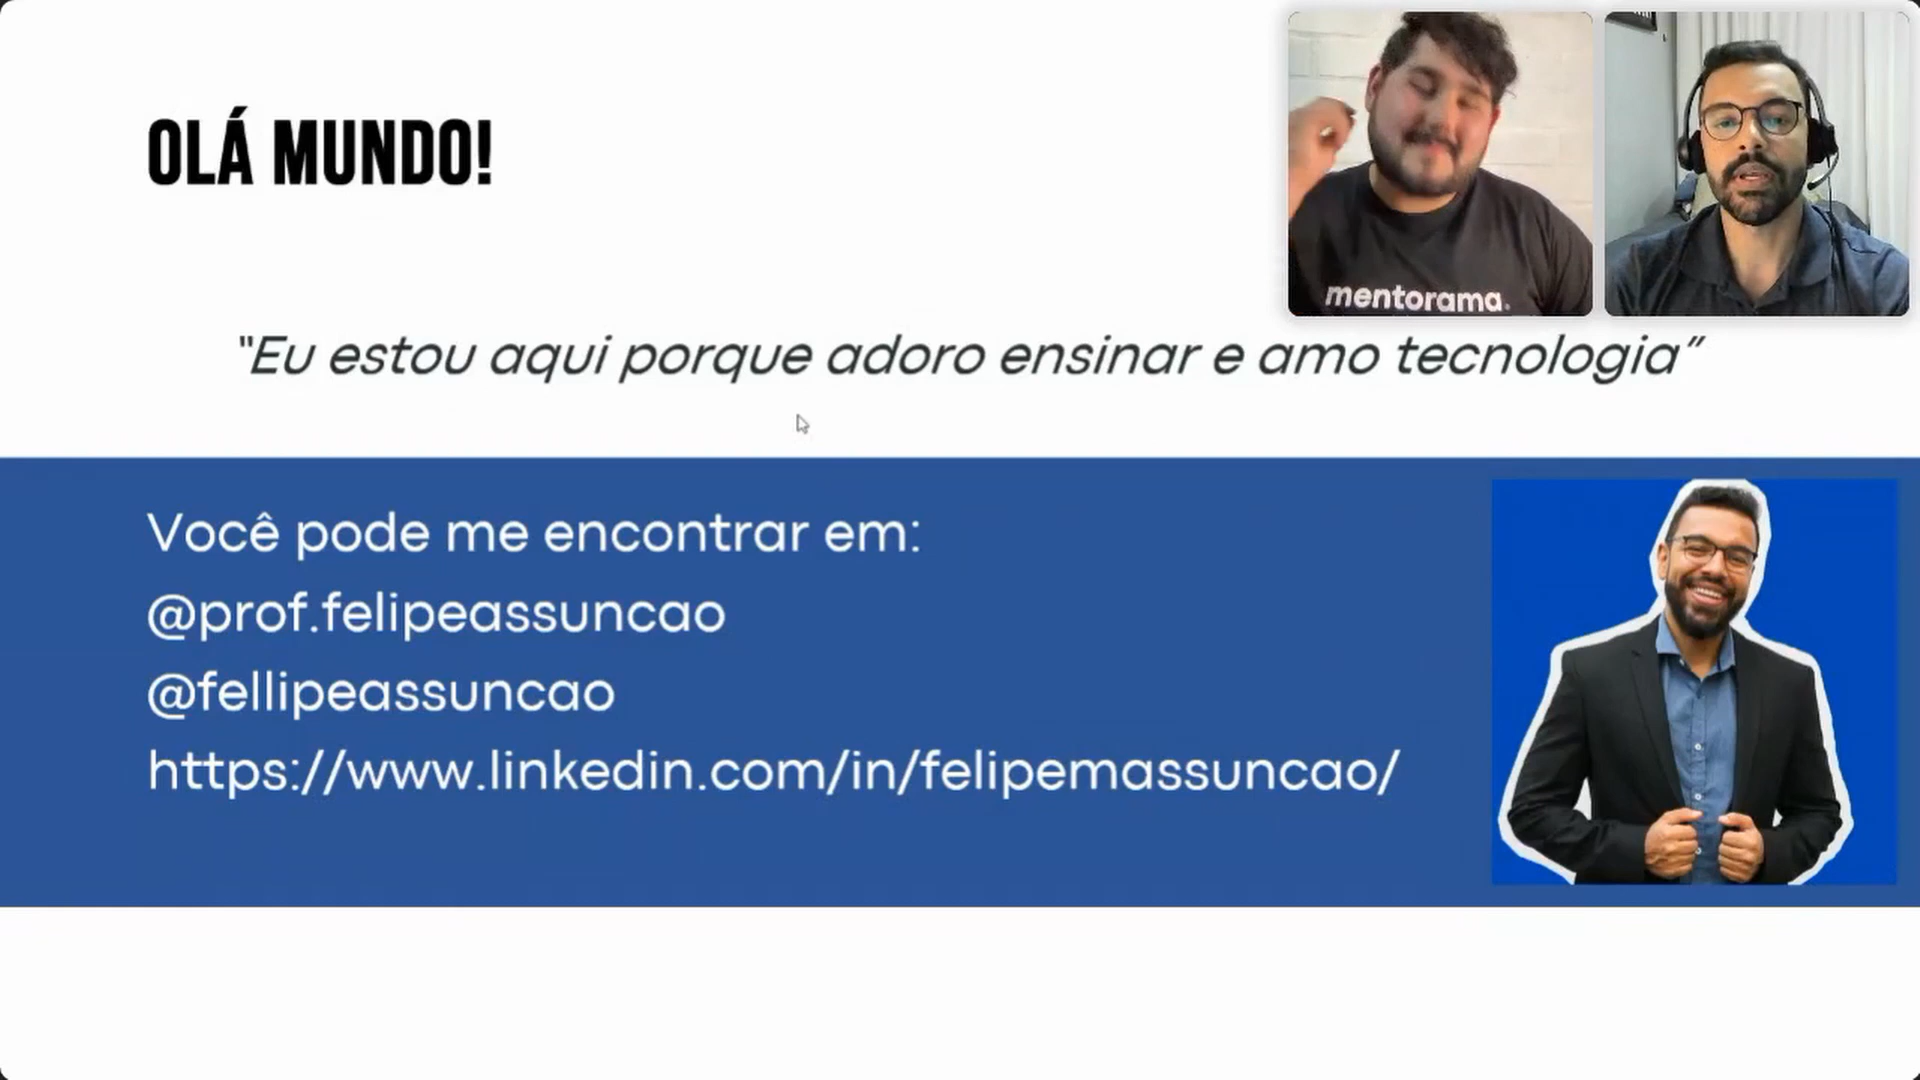 OLÁ MUNDO!
mentorama.
"Eu estou aqui porque adoro ensinar e amo tecnologia”
Você pode me encontrar em:
@prof.felipeassuncao
@fellipeassuncao
https://www.linkedin.com/in/felipemassuncao/